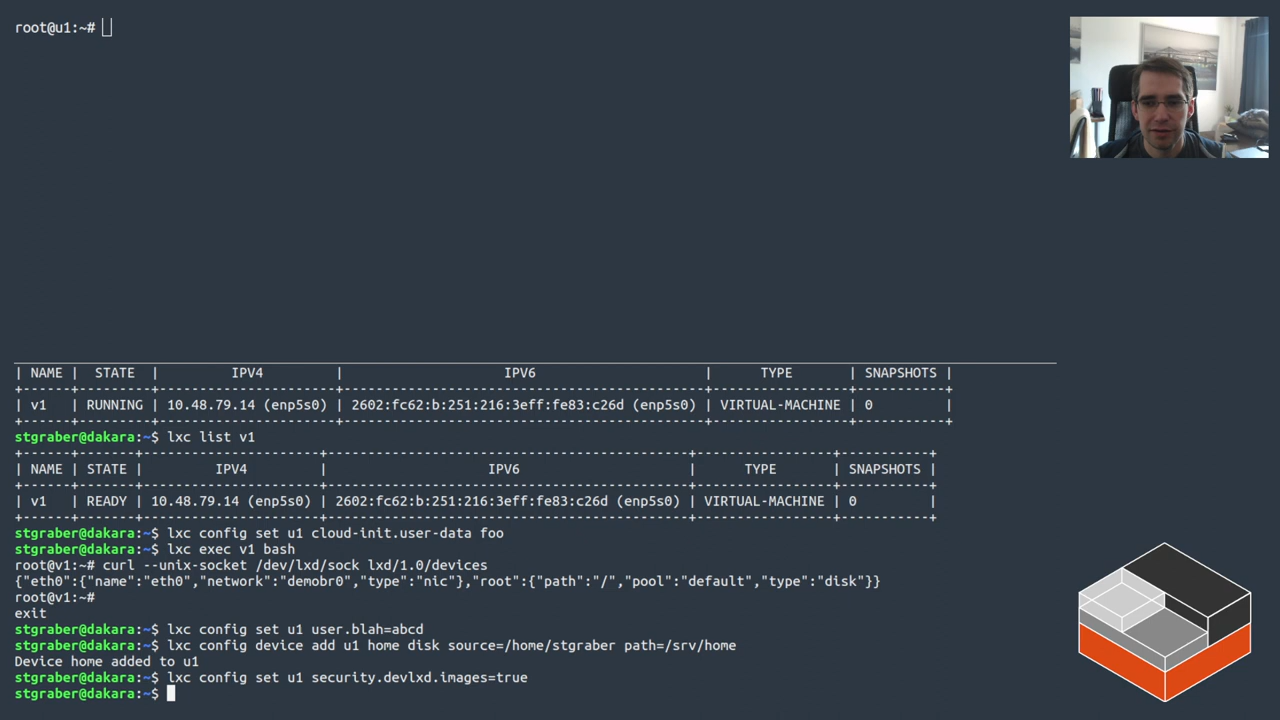 root@u1:~#
| NAME | STATE | IPV4 | IPV6 | TYPE | SNAPSHOTS |
+------+---------+----------------------+-----------------------------------------------+-----------------+-----------+
| v1 | RUNNING | 10.48.79.14 (enp5s0) | 2602:fc62:b:251:216:3eff:fe83:c26d (enp5s0) | VIRTUAL-MACHINE | 0 |
+------+---------+----------------------+-----------------------------------------------+-----------------+-----------+
stgraber@dakara:~$ lxc list v1
+------+-------+----------------------+---------------------------------------------+-----------------+-----------+
| NAME | STATE | IPV4 | IPV6 | TYPE | SNAPSHOTS |
+------+-------+----------------------+---------------------------------------------+-----------------+-----------+
| v1 | READY | 10.48.79.14 (enp5s0) | 2602:fc62:b:251:216:3eff:fe83:c26d (enp5s0) | VIRTUAL-MACHINE | 0 |
+------+-------+----------------------+---------------------------------------------+-----------------+-----------+
stgraber@dakara:~$ lxc config set u1 cloud-init.user-data foo
stgraber@dakara:~$ lxc exec v1 bash
root@v1:~# curl --unix-socket /dev/lxd/sock lxd/1.0/devices
{"eth0":{"name":"eth0","network":"demobr0","type":"nic"},"root":{"path":"/","pool":"default","type":"disk"}}
root@v1:~#
exit
stgraber@dakara:~$ lxc config set u1 user.blah=abcd
stgraber@dakara:~$ lxc config device add u1 home disk source=/home/stgraber path=/srv/home
Device home added to u1
stgraber@dakara:~$ lxc config set u1 security.devlxd.images=true
stgraber@dakara:~$